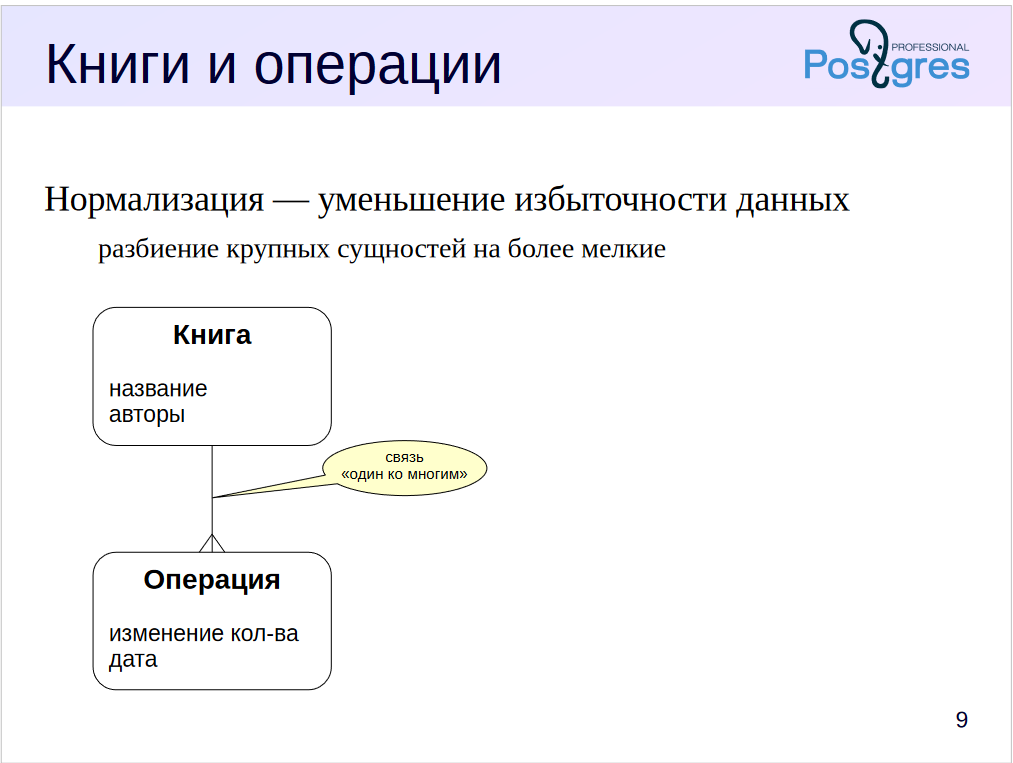 Книги и операции
PROFESSIONAL
Postgres
Нормализация — уменьшение избыточности данных
разбиение крупных сущностей на более мелкие
Книга
название
авторы
связь
«один ко многим»
Операция
изменение кол-ва
дата
9